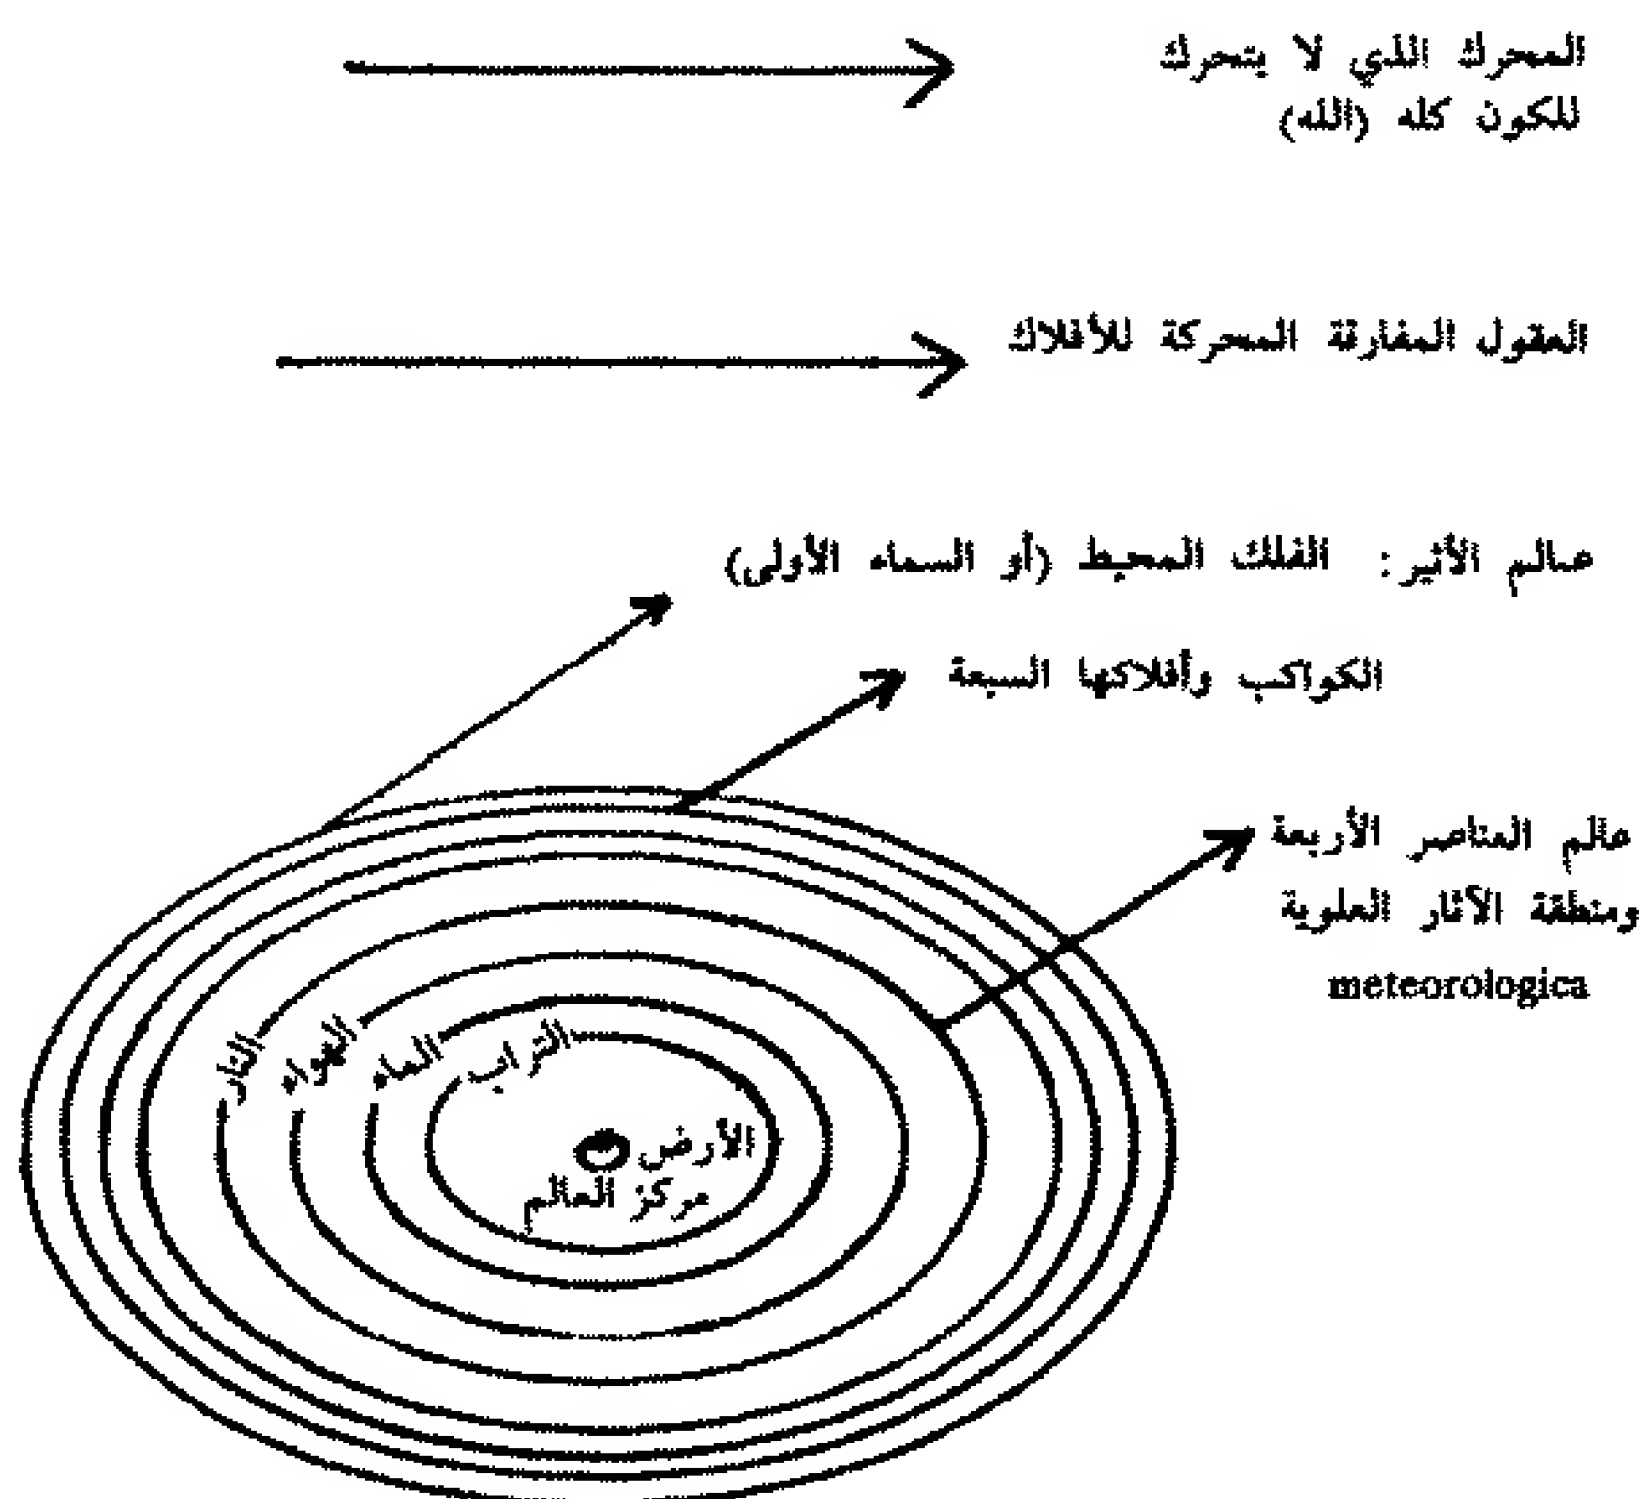 المحرك الذي لا يتحرك
للكون كله (الله)
العقول المفارقة المحركة للأفلاك
عالم الأثير: الفلك المحيط (أو السماء الأولى)
الكواكب وأفلاكها السبعة
عالم العناصر الأربعة
ومنطقة الآثار العلوية
meteorologica
النار
الهواء
الماء
التراب
الأرض
مركز العالم